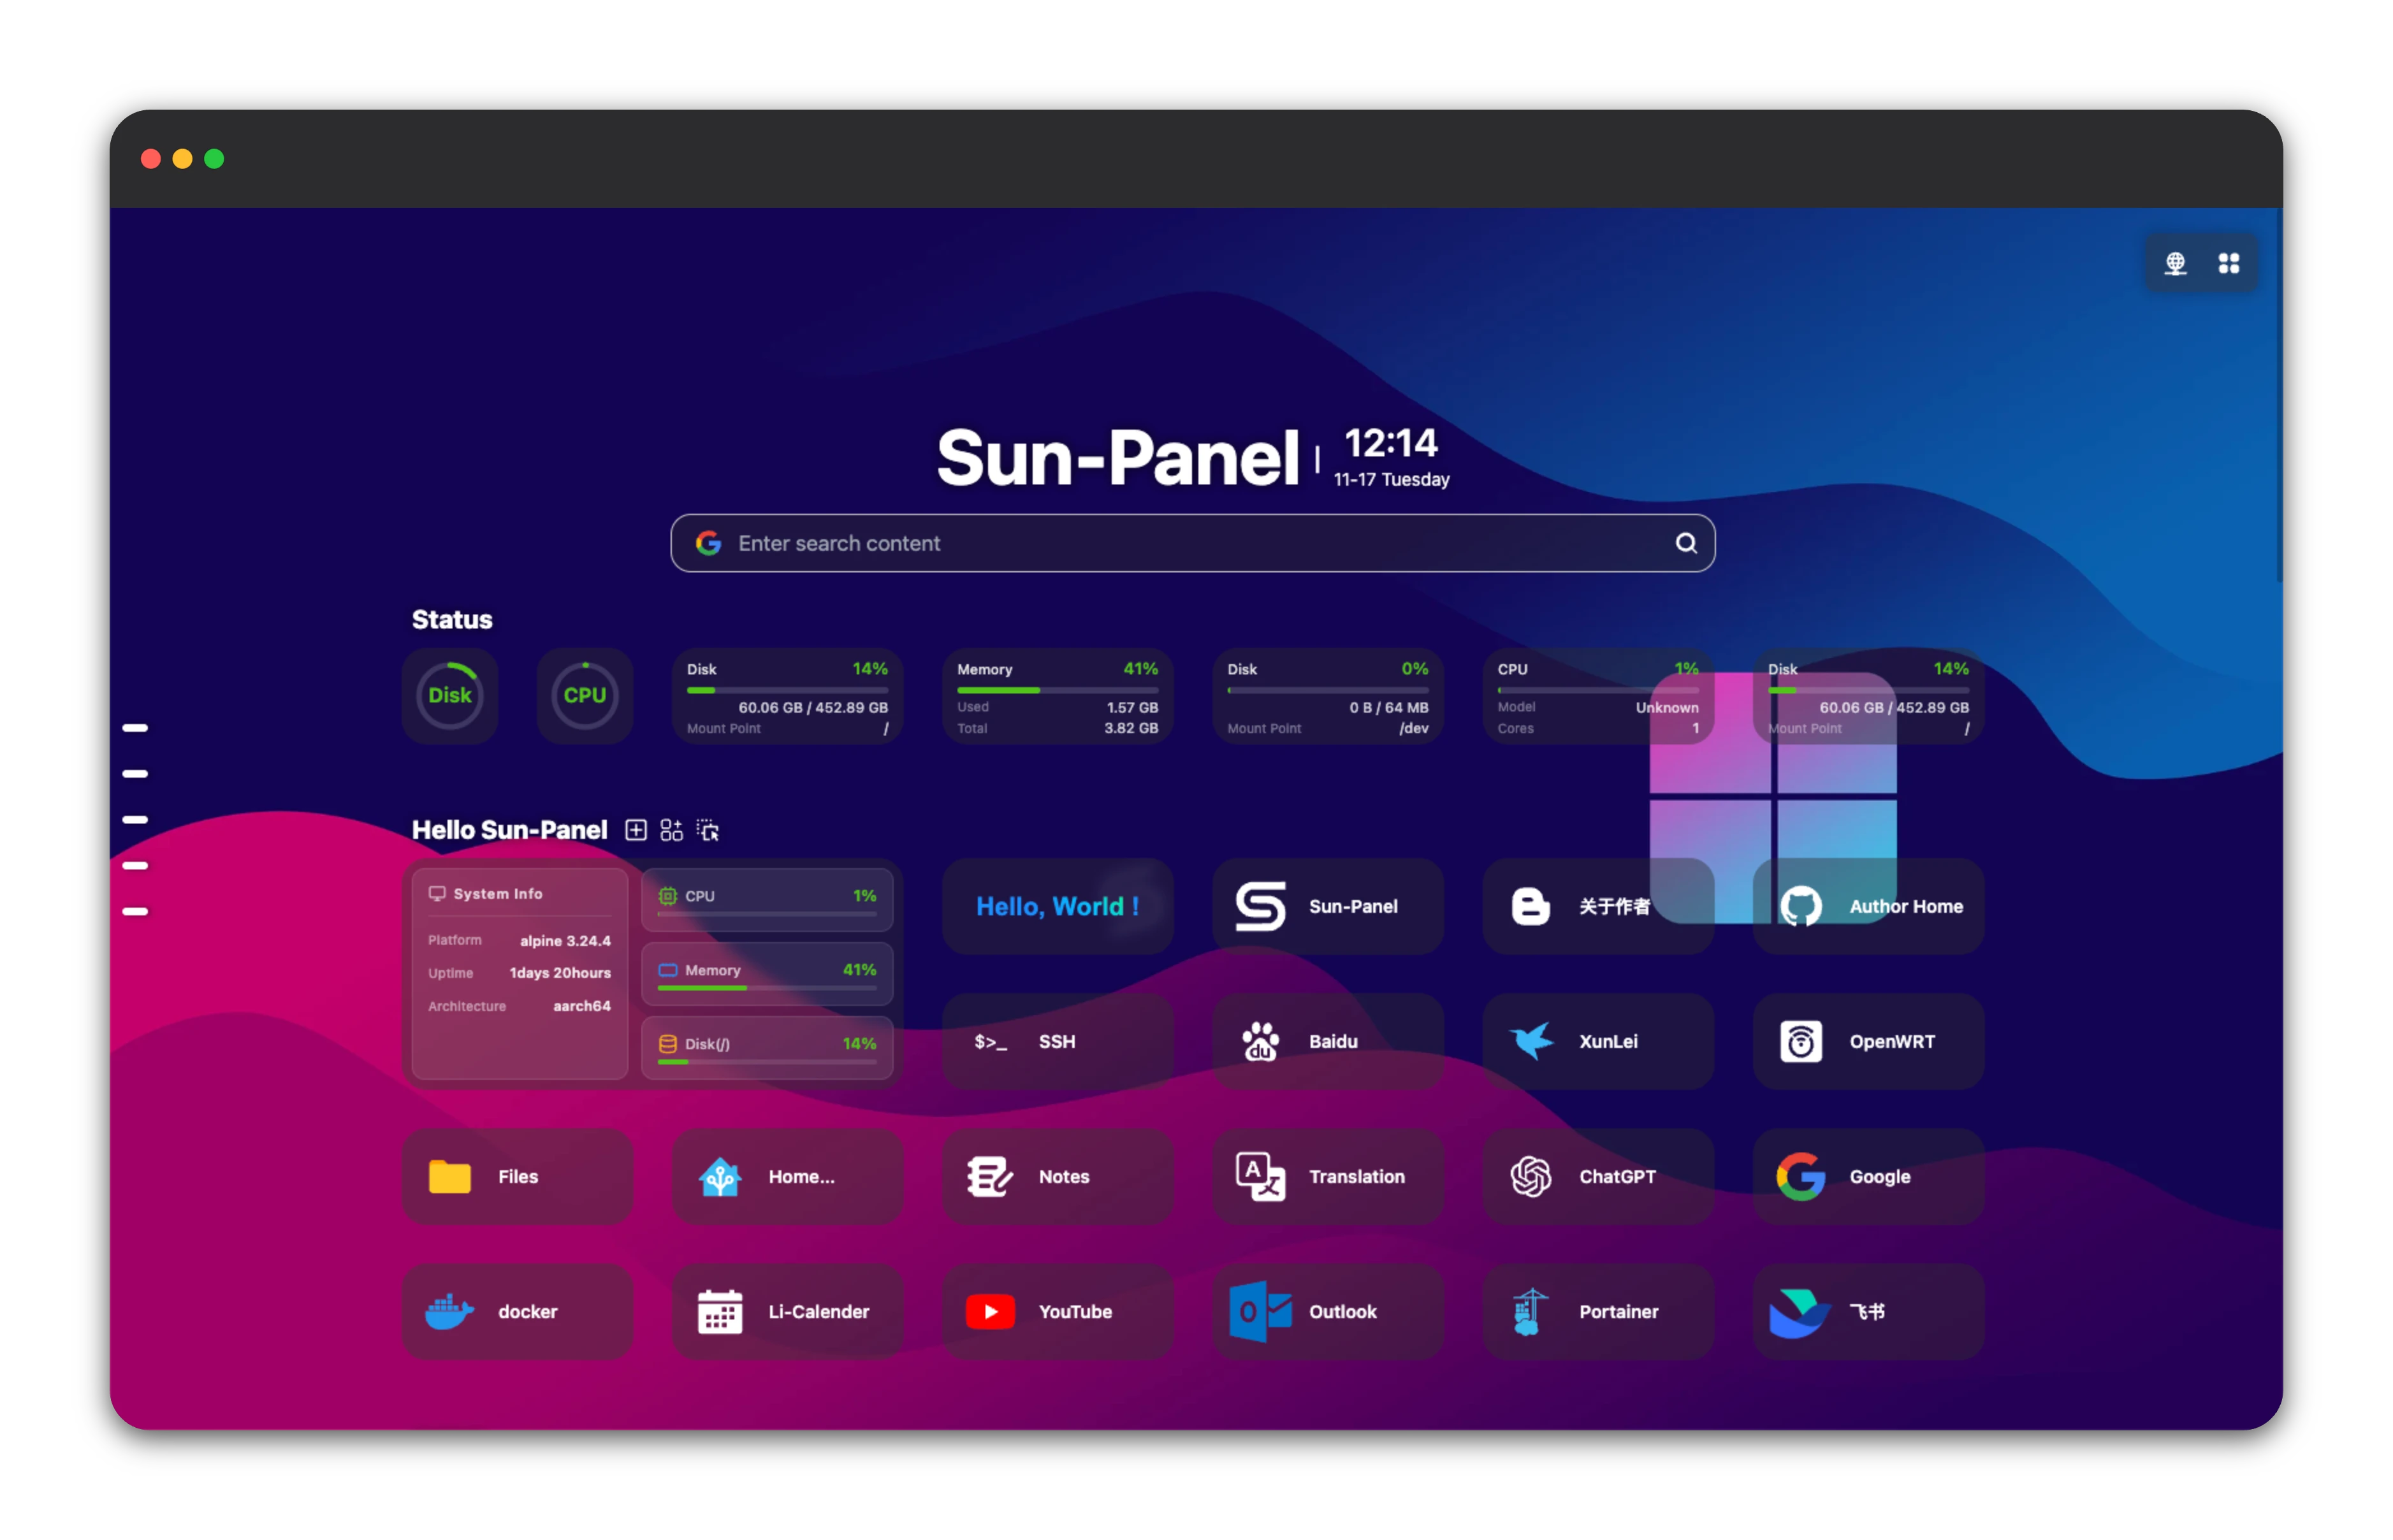 Sun-Panel
12:14
11-17 Tuesday
Enter search content
Status
Disk
CPU
Disk 14%
60.06 GB / 452.89 GB
Mount Point /
Memory 41%
Used 1.57 GB
Total 3.82 GB
Disk 0%
0 B / 64 MB
Mount Point /dev
CPU 1%
Model Unknown
Cores 1
Disk 14%
60.06 GB / 452.89 GB
Mount Point /
Hello Sun-Panel
System Info
Platform alpine 3.24.4
Uptime 1days 20hours
Architecture aarch64
CPU 1%
Memory 41%
Disk(/) 14%
Hello, World !
Sun-Panel
关于作者
Author Home
$>_ SSH
du Baidu
XunLei
OpenWRT
Files
Home...
Notes
A Translation
ChatGPT
Google
docker
Li-Calender
YouTube
O Outlook
Portainer
飞书